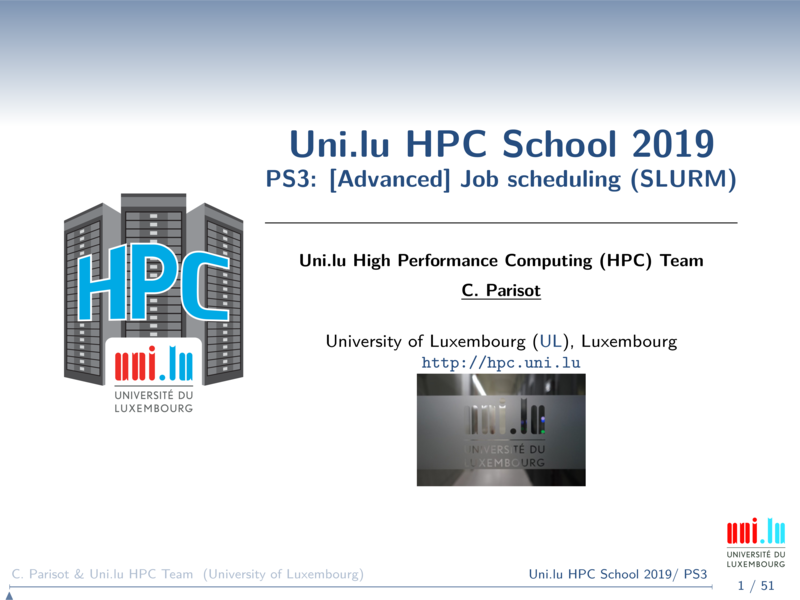 Uni.lu HPC School 2019
PS3: [Advanced] Job scheduling (SLURM)
HPC
uni.lu
UNIVERSITÉ DU
LUXEMBOURG
Uni.lu High Performance Computing (HPC) Team
C. Parisot
University of Luxembourg (UL), Luxembourg
http://hpc.uni.lu
uni.lu
UNIVERSITÉ DU
LUXEMBOURG
uni.lu
UNIVERSITÉ DU
LUXEMBOURG
C. Parisot & Uni.lu HPC Team (University of Luxembourg)
Uni.lu HPC School 2019/ PS3
1 / 51